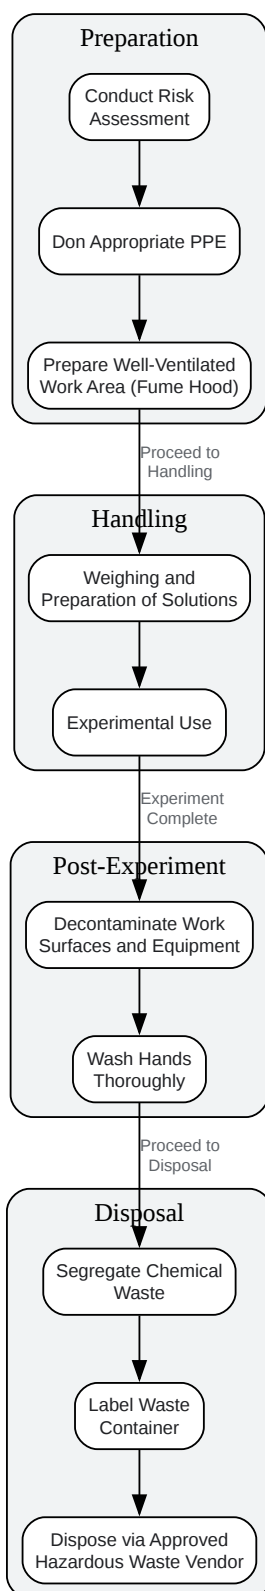 Preparation
Conduct Risk
Assessment
Don Appropriate PPE
Prepare Well-Ventilated
Work Area (Fume Hood)
Proceed to
Handling
Handling
Weighing and
Preparation of Solutions
Experimental Use
Experiment
Complete
Post-Experiment
Decontaminate Work
Surfaces and Equipment
Wash Hands
Thoroughly
Proceed to
Disposal
Disposal
Segregate Chemical
Waste
Label Waste
Container
Dispose via Approved
Hazardous Waste Vendor